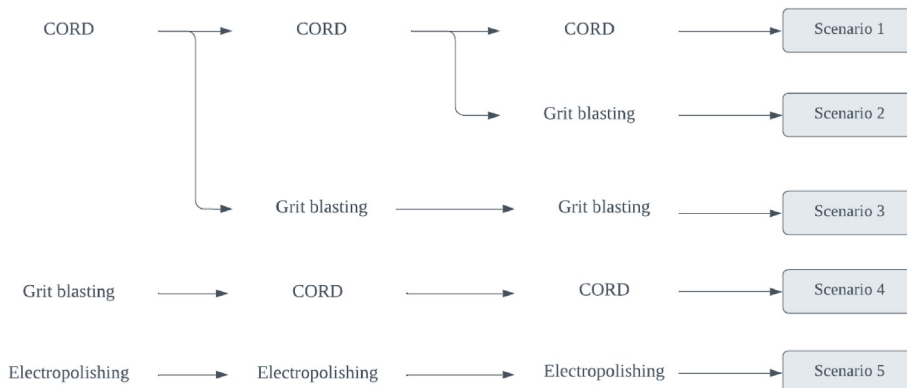 CORD CORD CORD Scenario 1
Grit blasting Scenario 2
Grit blasting Grit blasting Scenario 3
Grit blasting CORD CORD Scenario 4
Electropolishing Electropolishing Electropolishing Scenario 5